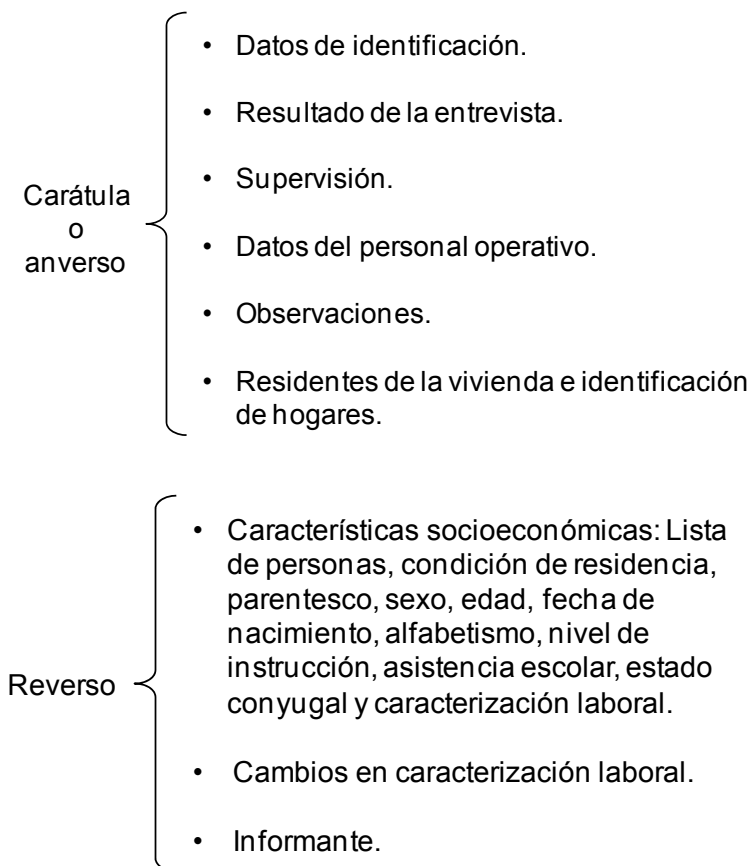 Carátula
o
anverso
• Datos de identificación.
• Resultado de la entrevista.
• Supervisión.
• Datos del personal operativo.
• Observaciones.
• Residentes de la vivienda e identificación
de hogares.
Reverso
• Características socioeconómicas: Lista
de personas, condición de residencia,
parentesco, sexo, edad, fecha de
nacimiento, alfabetismo, nivel de
instrucción, asistencia escolar, estado
conyugal y caracterización laboral.
• Cambios en caracterización laboral.
• Informante.